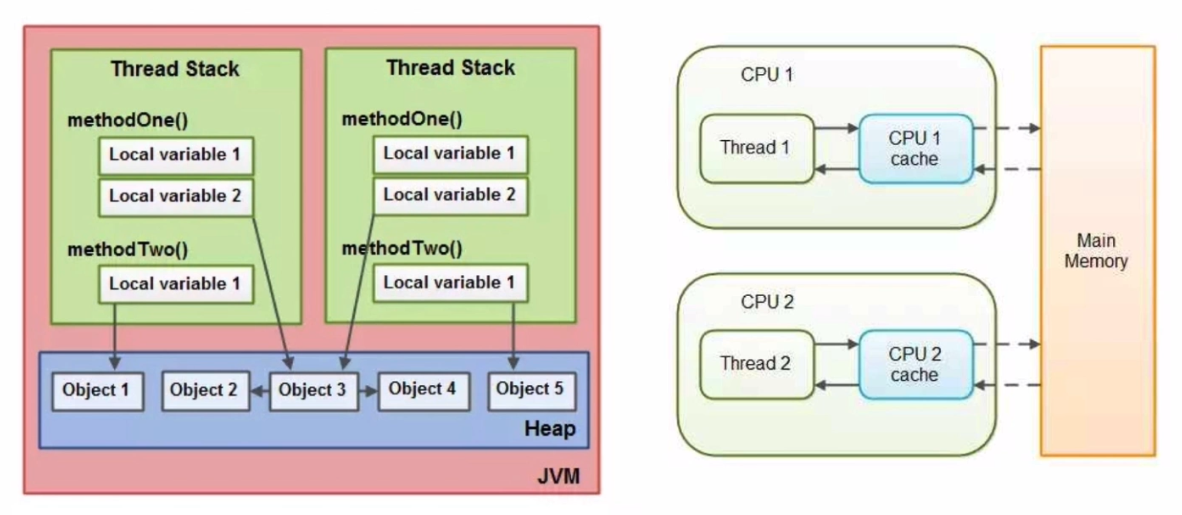 Thread Stack
methodOne()
Local variable 1
Local variable 2
methodTwo()
Local variable 1
Thread Stack
methodOne()
Local variable 1
Local variable 2
methodTwo()
Local variable 1
Object 1
Object 2
Object 3
Object 4
Object 5
Heap
JVM
CPU 1
Thread 1
CPU 1
cache
CPU 2
Thread 2
CPU 2
cache
Main
Memory